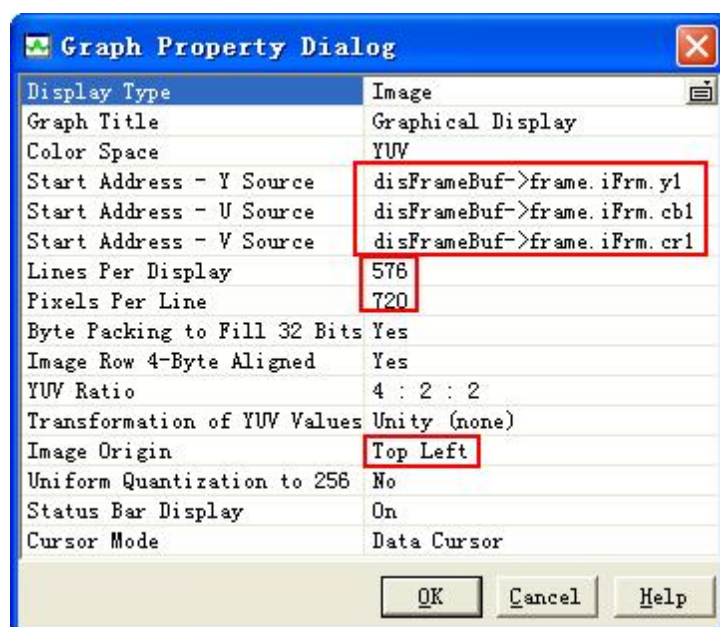 Graph Property Dialog
Display Type Image
Graph Title Graphical Display
Color Space YUV
Start Address - Y Source disFrameBuf->frame.iFrm.y1
Start Address - U Source disFrameBuf->frame.iFrm.cb1
Start Address - V Source disFrameBuf->frame.iFrm.cr1
Lines Per Display 576
Pixels Per Line 720
Byte Packing to Fill 32 Bits Yes
Image Row 4-Byte Aligned Yes
YUV Ratio 4 : 2 : 2
Transformation of YUV Values Unity (none)
Image Origin Top Left
Uniform Quantization to 256 No
Status Bar Display On
Cursor Mode Data Cursor
OK Cancel Help